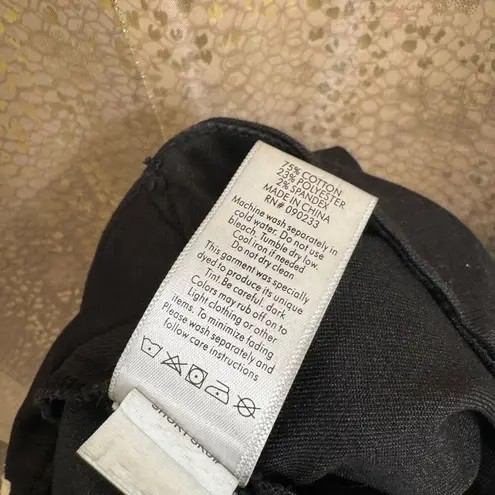 75% COTTON
23% POLYESTER
2% SPANDEX
MADE IN CHINA
RN# 090233
Machine wash separately in
cold water. Do not use
bleach. Tumble dry low.
Cool iron if needed
Do not dry clean
This garment was specially
dyed to produce its unique
Tint. Be careful. dark
Colors may rub off on to
Light clothing or other
items. To minimize fading
Please wash separately and
follow care instructions